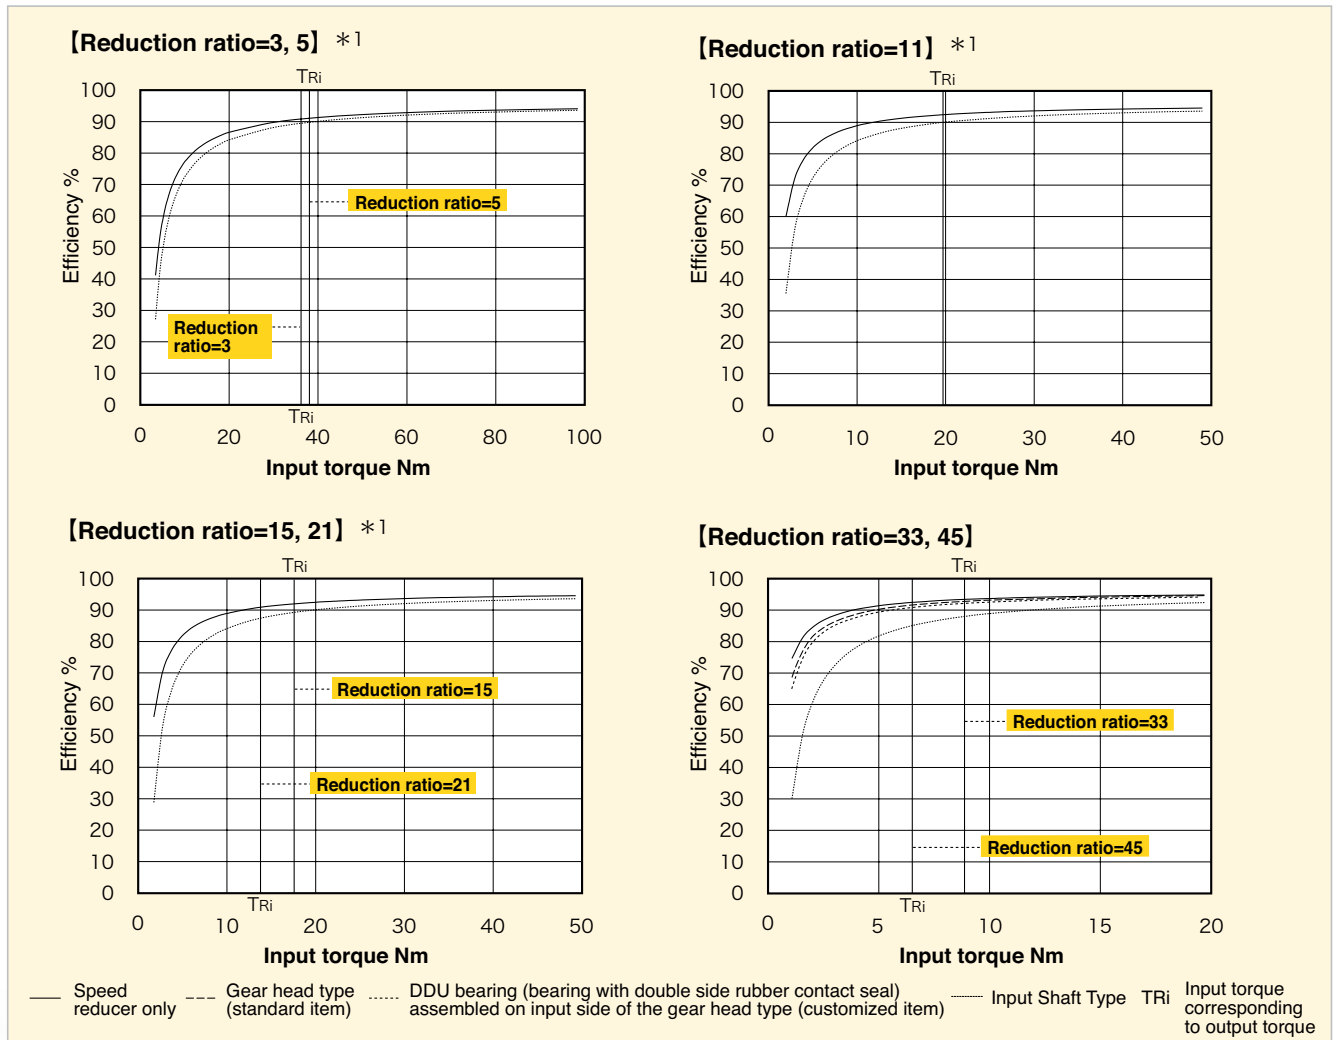 【Reduction ratio=3, 5】 *1
TRi
100
90
80
70
60
50
40
30
20
10
0
Efficiency %
Reduction ratio=5
Reduction
ratio=3
TRi
0 20 40 60 80 100
Input torque Nm
【Reduction ratio=11】 *1
TRi
100
90
80
70
60
50
40
30
20
10
0
Efficiency %
0 10 20 30 40 50
Input torque Nm
【Reduction ratio=15, 21】 *1
TRi
100
90
80
70
60
50
40
30
20
10
0
Efficiency %
Reduction ratio=15
Reduction ratio=21
TRi
0 10 20 30 40 50
Input torque Nm
【Reduction ratio=33, 45】
TRi
100
90
80
70
60
50
40
30
20
10
0
Efficiency %
Reduction ratio=33
Reduction ratio=45
TRi
0 5 10 15 20
Input torque Nm
Speed
reducer only
Gear head type
(standard item)
DDU bearing (bearing with double side rubber contact seal)
assembled on input side of the gear head type (customized item)
Input Shaft Type
TRi
Input torque
corresponding
to output torque